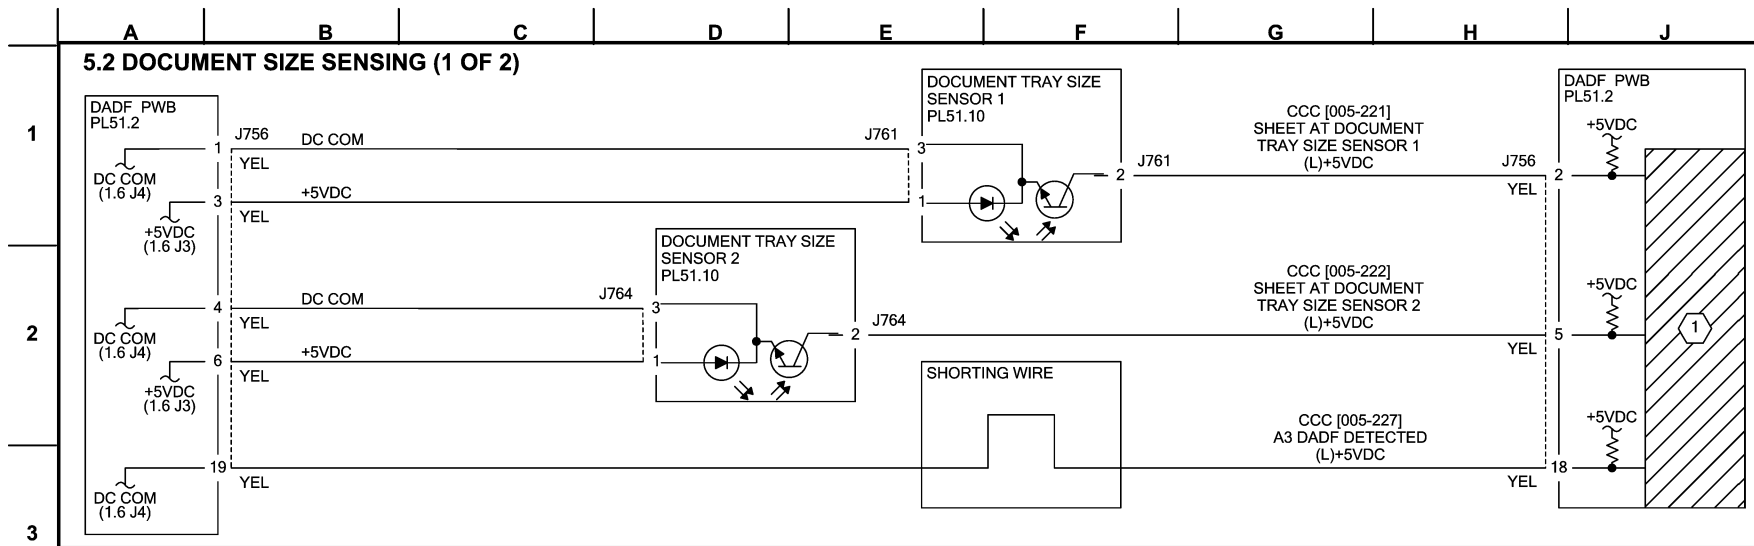 A B C D E F G H J
5.2 DOCUMENT SIZE SENSING (1 OF 2)
1
DADF PWB
PL51.2
J756
1
DC COM
YEL
DC COM
(1.6 J4)
3
+5VDC
YEL
+5VDC
(1.6 J3)
J761
DOCUMENT TRAY SIZE
SENSOR 1
PL51.10
3
1
2
J761
CCC [005-221]
SHEET AT DOCUMENT
TRAY SIZE SENSOR 1
(L)+5VDC
J756
YEL
DADF PWB
PL51.2
+5VDC
2
2
4
DC COM
YEL
DC COM
(1.6 J4)
6
+5VDC
YEL
+5VDC
(1.6 J3)
J764
DOCUMENT TRAY SIZE
SENSOR 2
PL51.10
3
1
2
J764
CCC [005-222]
SHEET AT DOCUMENT
TRAY SIZE SENSOR 2
(L)+5VDC
YEL
+5VDC
5
1
SHORTING WIRE
CCC [005-227]
A3 DADF DETECTED
(L)+5VDC
+5VDC
3
19
YEL
DC COM
(1.6 J4)
YEL
18